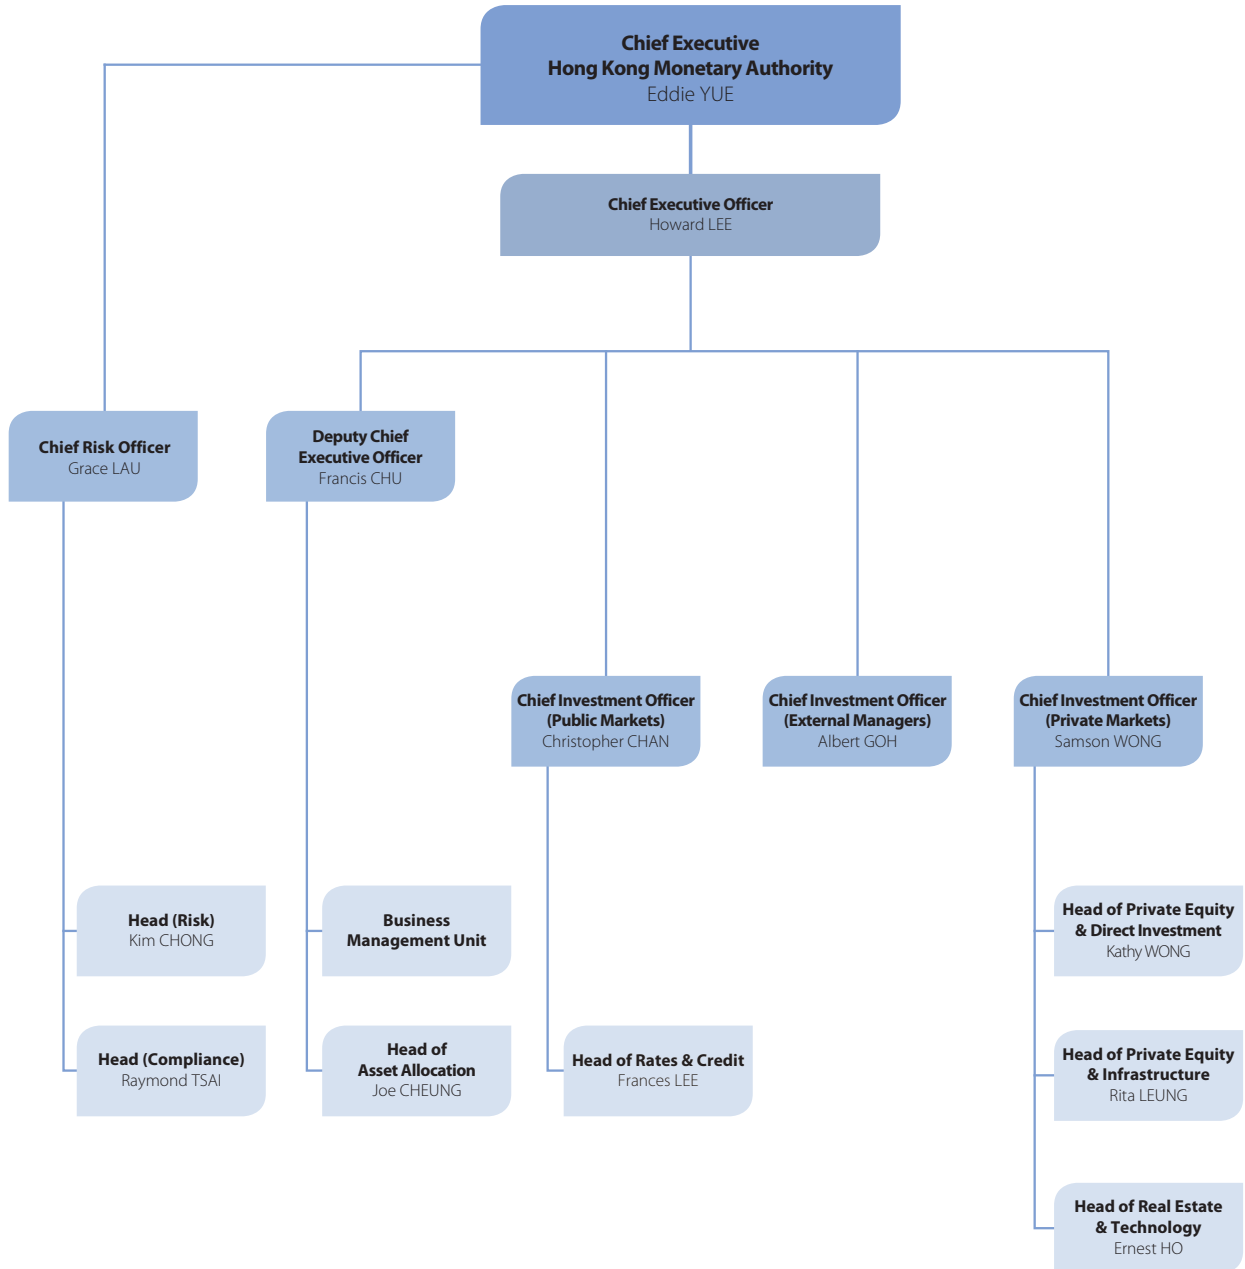 Chief Executive
Hong Kong Monetary Authority
Eddie YUE
Chief Executive Officer
Howard LEE
Chief Risk Officer
Grace LAU
Deputy Chief
Executive Officer
Francis CHU
Chief Investment Officer
(Public Markets)
Christopher CHAN
Chief Investment Officer
(External Managers)
Albert GOH
Chief Investment Officer
(Private Markets)
Samson WONG
Head (Risk)
Kim CHONG
Business
Management Unit
Head of Private Equity
& Direct Investment
Kathy WONG
Head (Compliance)
Raymond TSAI
Head of
Asset Allocation
Joe CHEUNG
Head of Rates & Credit
Frances LEE
Head of Private Equity
& Infrastructure
Rita LEUNG
Head of Real Estate
& Technology
Ernest HO